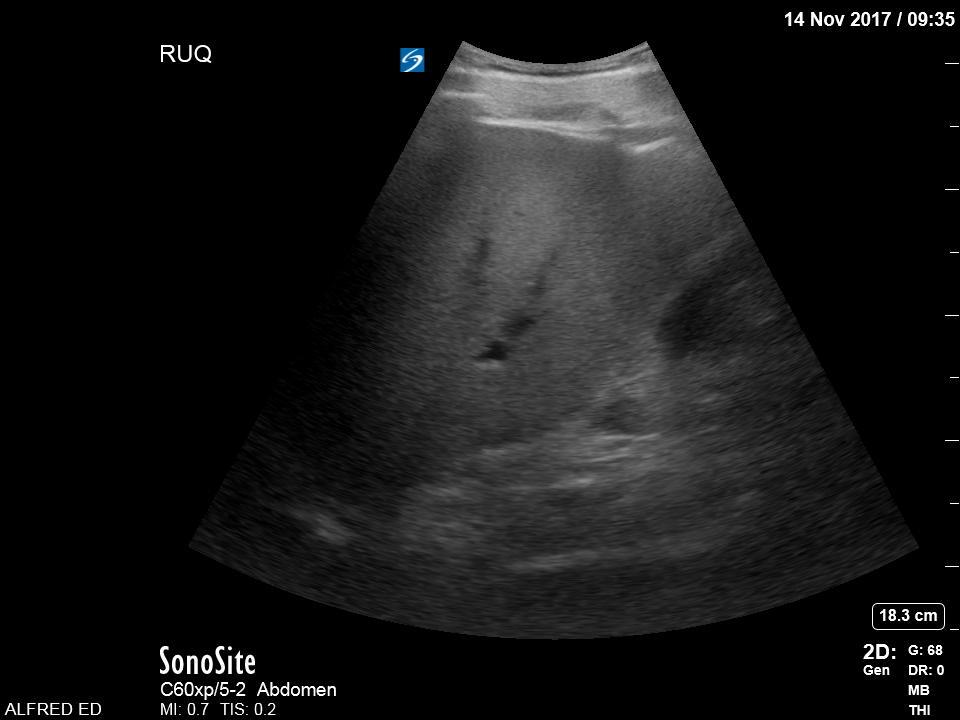 14 Nov 2017 / 09:35
RUQ
18.3 cm
SonoSite
C60xp/5-2 Abdomen
ALFRED ED
MI: 0.7 TIS: 0.2
2D:
Gen
G: 68
DR: 0
MB
THI